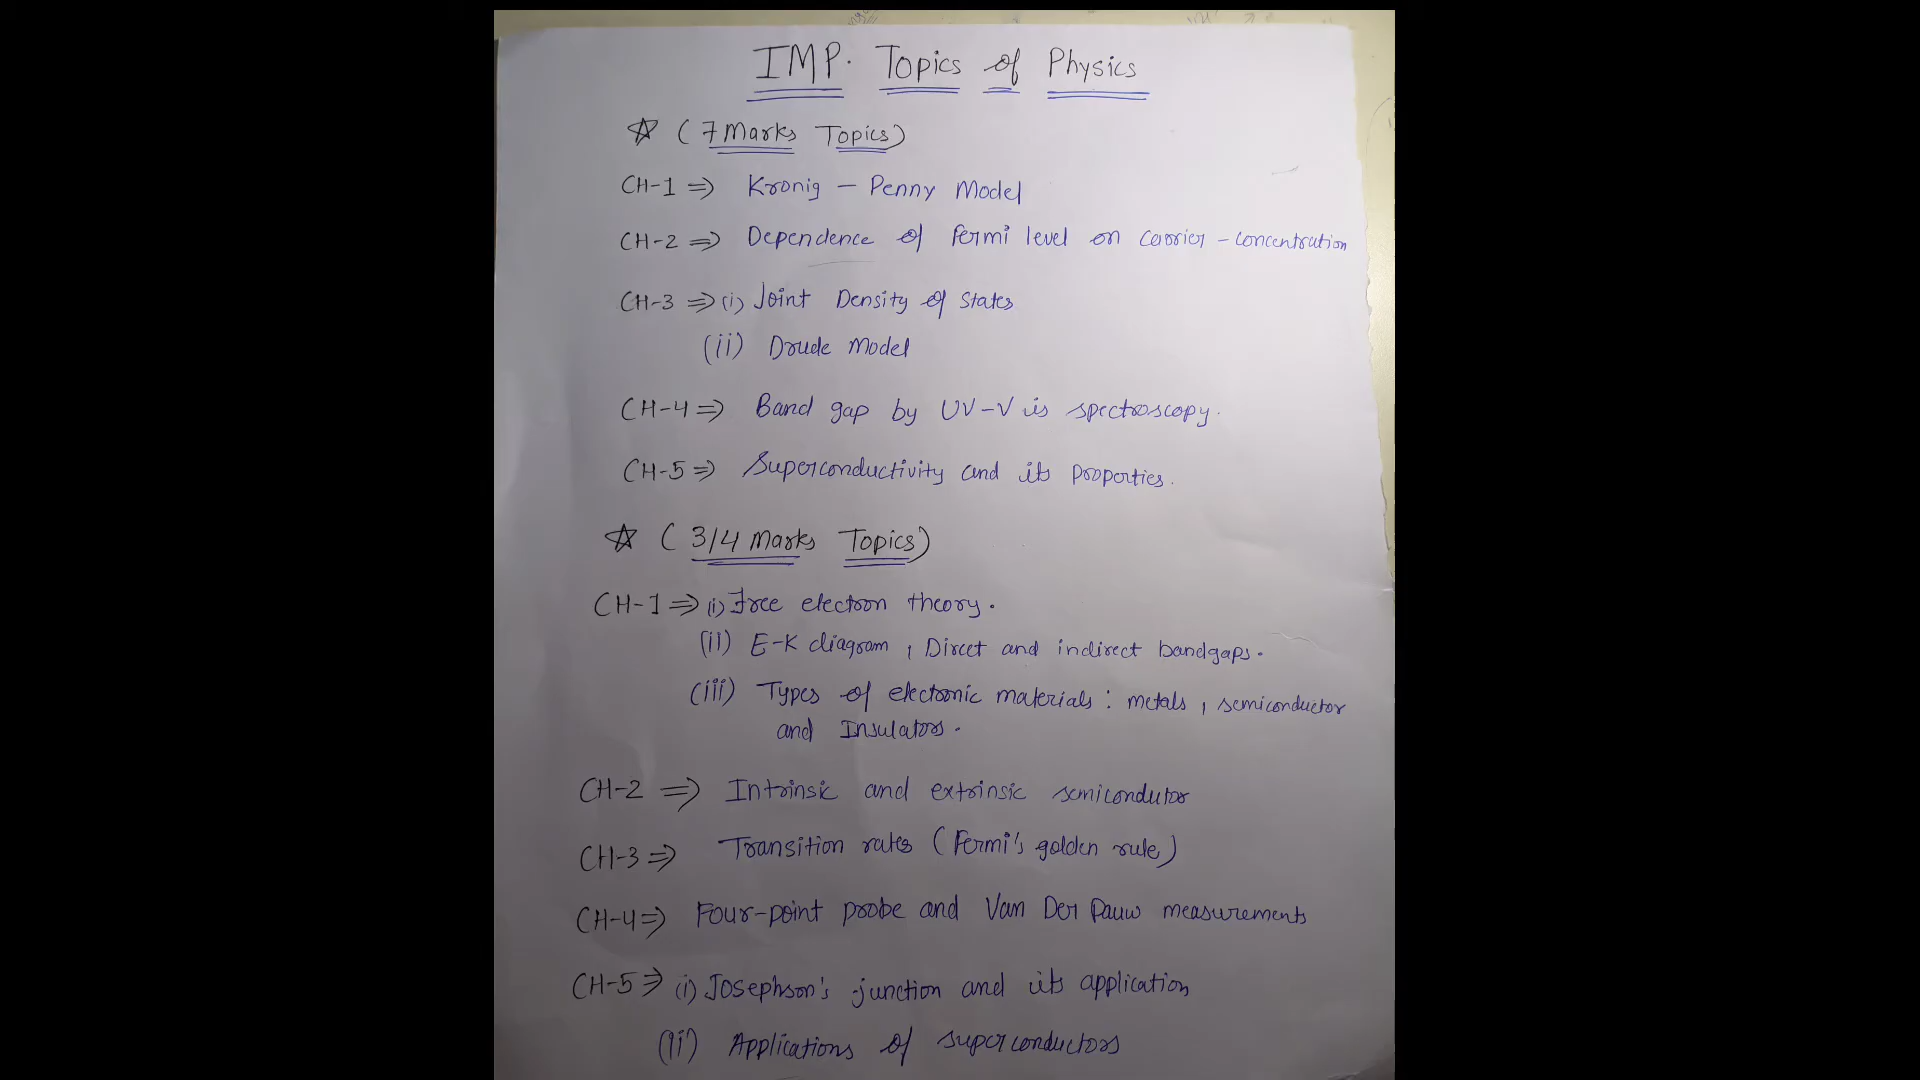 IMP. Topics of Physics
☆ (7 Marks Topics)
CH-1 ⇒ Kronig - Penny Model
CH-2 ⇒ Dependence of Fermi level on Carrier - concentration
CH-3 ⇒ (i) Joint Density of States
(ii) Drude Model
CH-4 ⇒ Band gap by UV-Vis spectroscopy.
CH-5 ⇒ Superconductivity and its Properties.
☆ (3/4 Marks Topics)
CH-1 ⇒ (i) Free electron theory.
(ii) E-K diagram, Direct and indirect bandgaps.
(iii) Types of electronic materials: metals, semiconductor
and Insulators.
CH-2 ⇒ Intrinsic and extrinsic semicondutor
CH-3 ⇒ Transition rates (Fermi's golden rule)
CH-4 ⇒ Four-point probe and Van Der Pauw measurements
CH-5 ⇒ (i) Josephson's junction and its application
(ii) Applications of superconductors